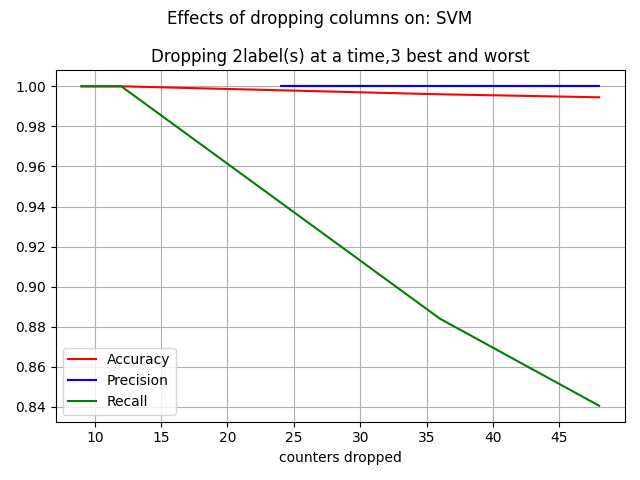 Effects of dropping columns on: SVM
Dropping 2label(s) at a time,3 best and worst
1.00
0.98
0.96
0.94
0.92
0.90
0.88
0.86
0.84
Accuracy
Precision
Recall
10 15 20 25 30 35 40 45
counters dropped